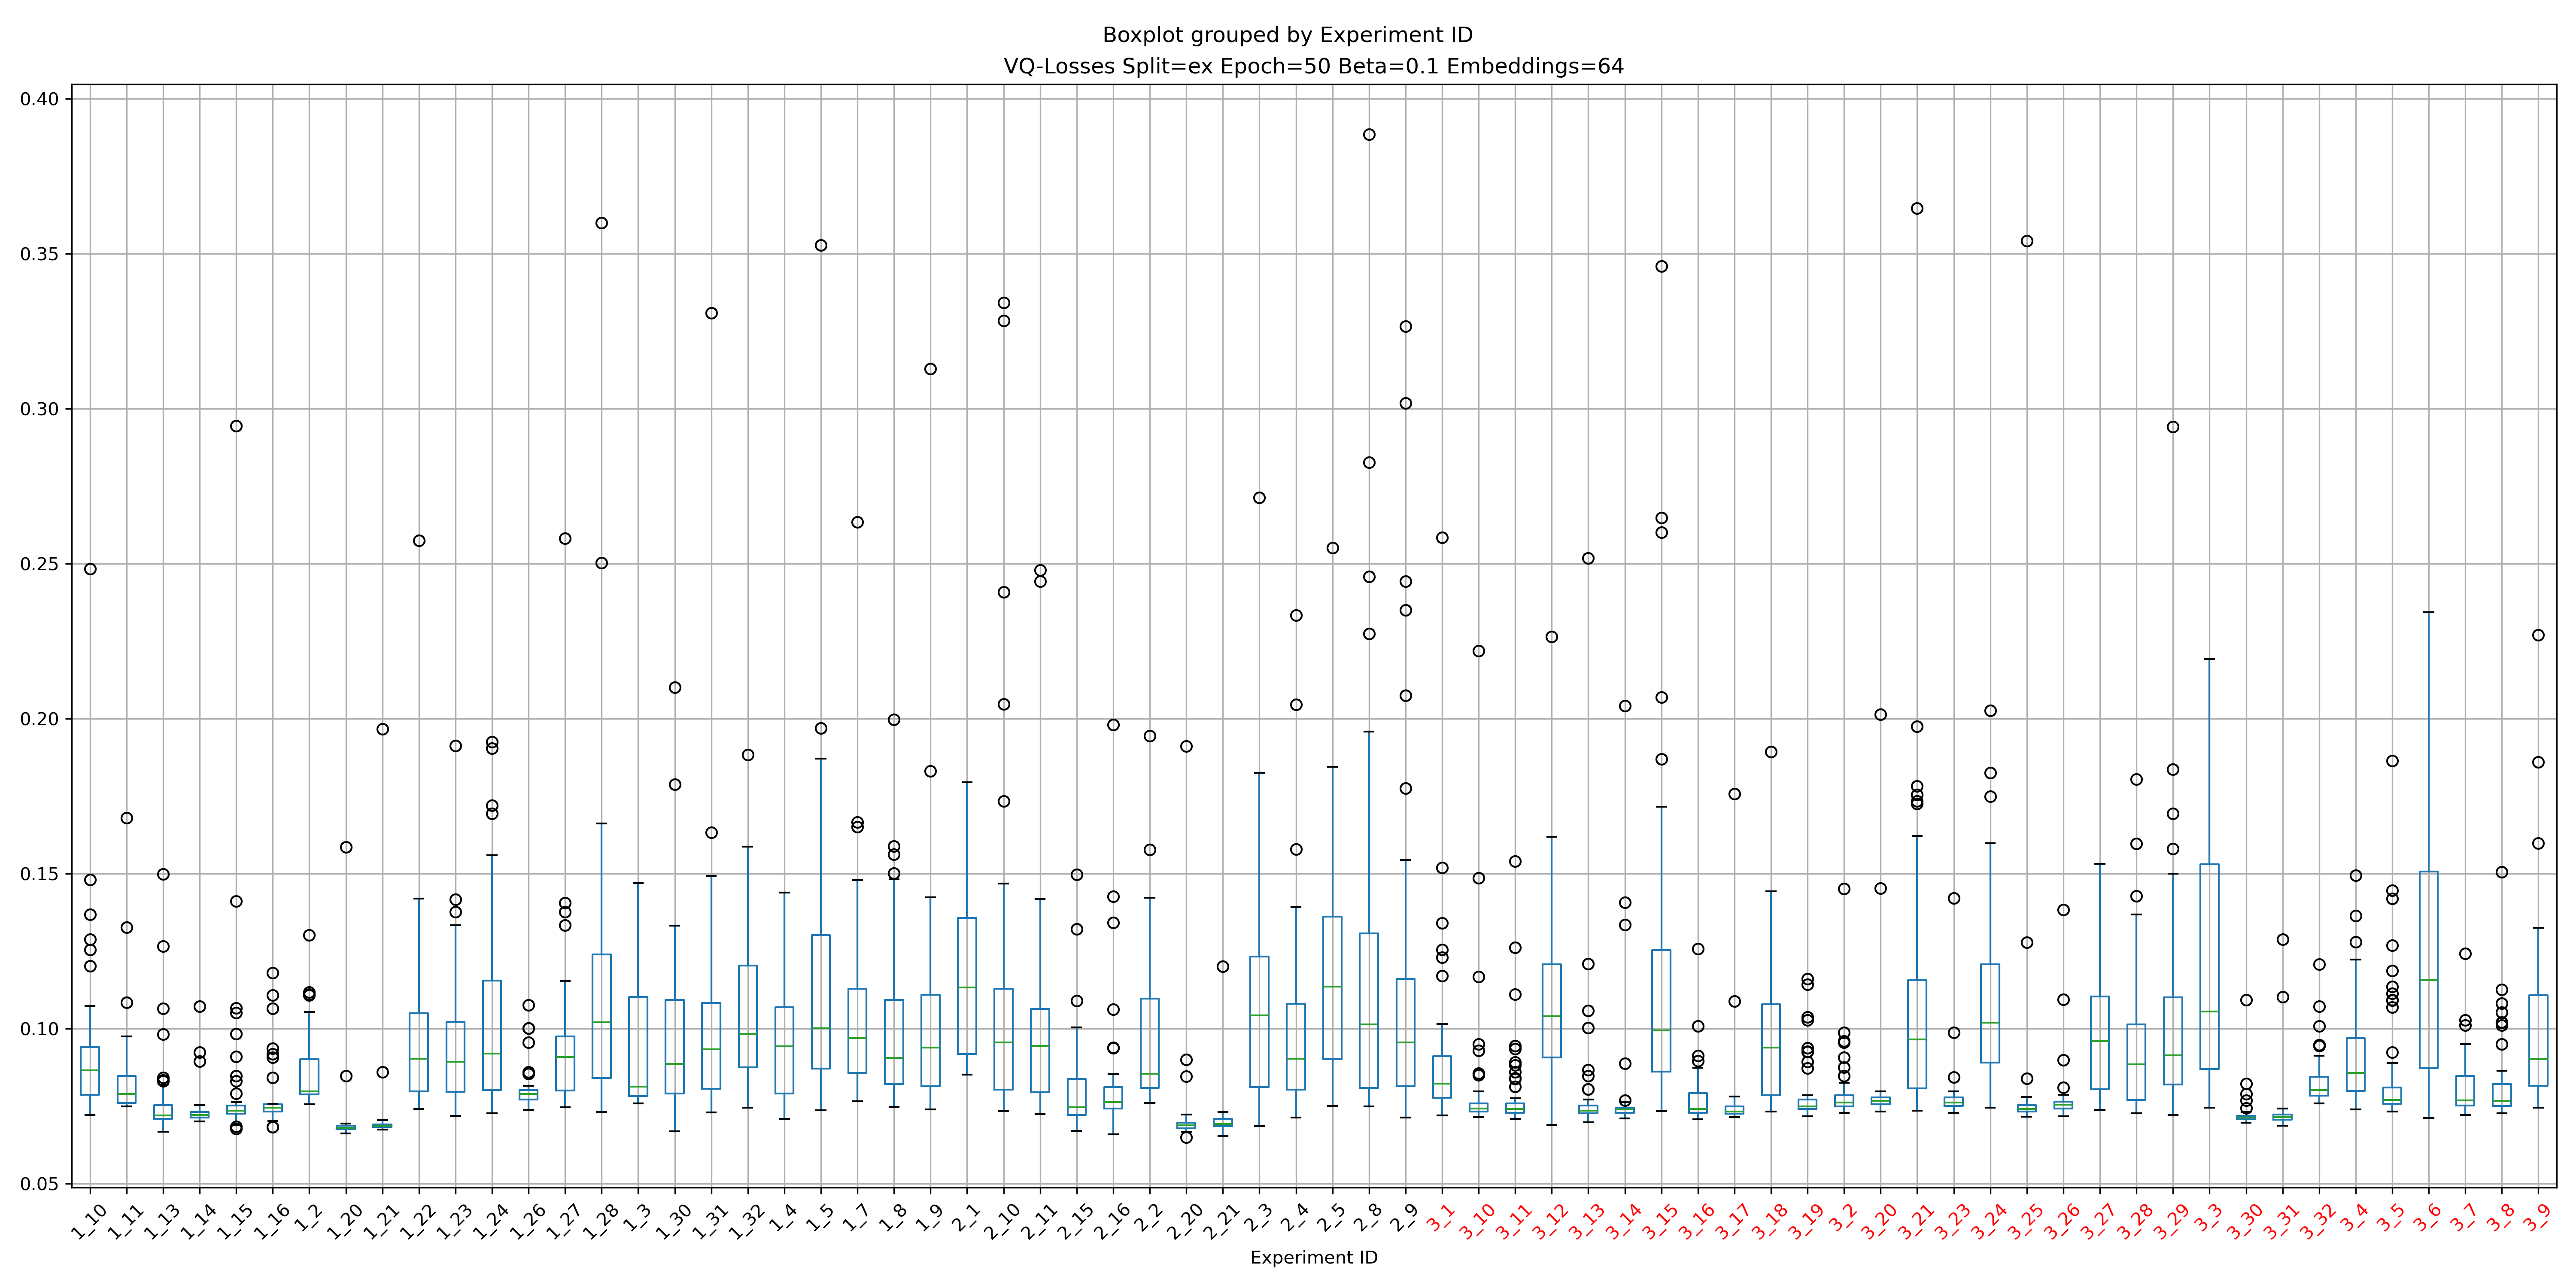 Boxplot grouped by Experiment ID
VQ-Losses Split=ex Epoch=50 Beta=0.1 Embeddings=64
0.40
0.35
0.30
0.25
0.20
0.15
0.10
0.05
1_10 1_11 1_13 1_14 1_15 1_16 1_2 1_20 1_21 1_22 1_23 1_24 1_26 1_27 1_28 1_3 1_30 1_31 1_32 1_4 1_5 1_7 1_8 1_9 2_1 2_10 2_11 2_15 2_16 2_2 2_20 2_21 2_3 2_4 2_5 2_8 2_9 3_1 3_10 3_11 3_12 3_13 3_14 3_15 3_16 3_17 3_18 3_19 3_2 3_20 3_21 3_23 3_24 3_25 3_26 3_27 3_28 3_29 3_3 3_30 3_31 3_32 3_4 3_5 3_6 3_7 3_8 3_9
Experiment ID